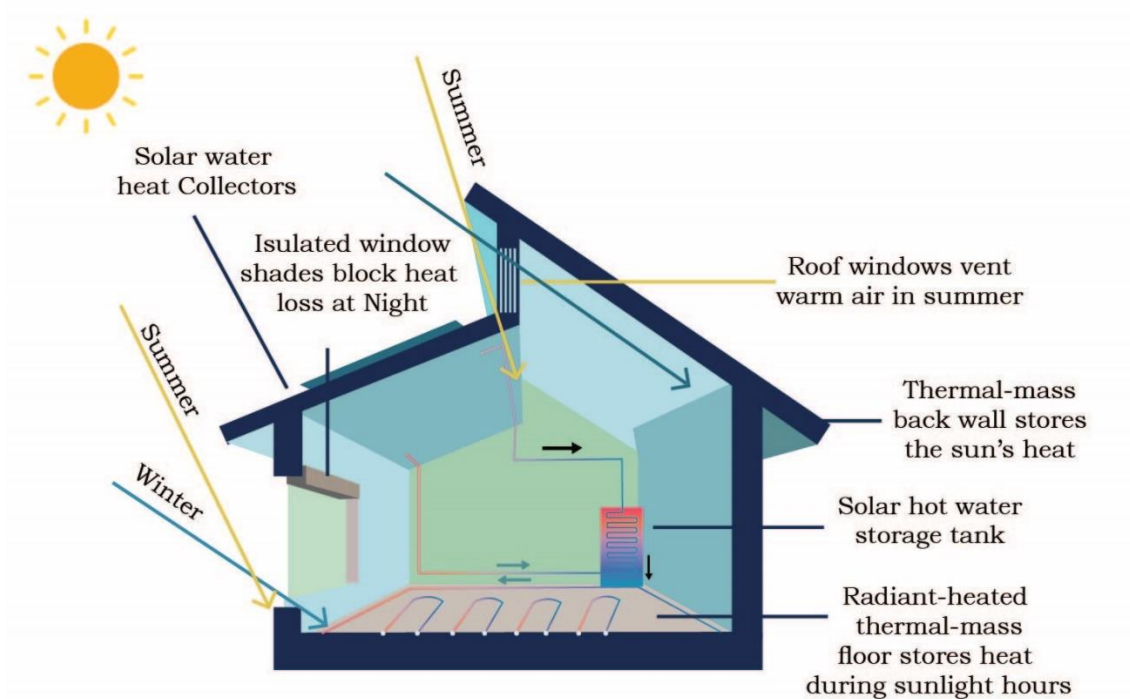 Summer
Solar water
heat Collectors
Isulated window
shades block heat
loss at Night
Roof windows vent
warm air in summer
Summer
Thermal-mass
back wall stores
the sun's heat
Winter
Solar hot water
storage tank
Radiant-heated
thermal-mass
floor stores heat
during sunlight hours